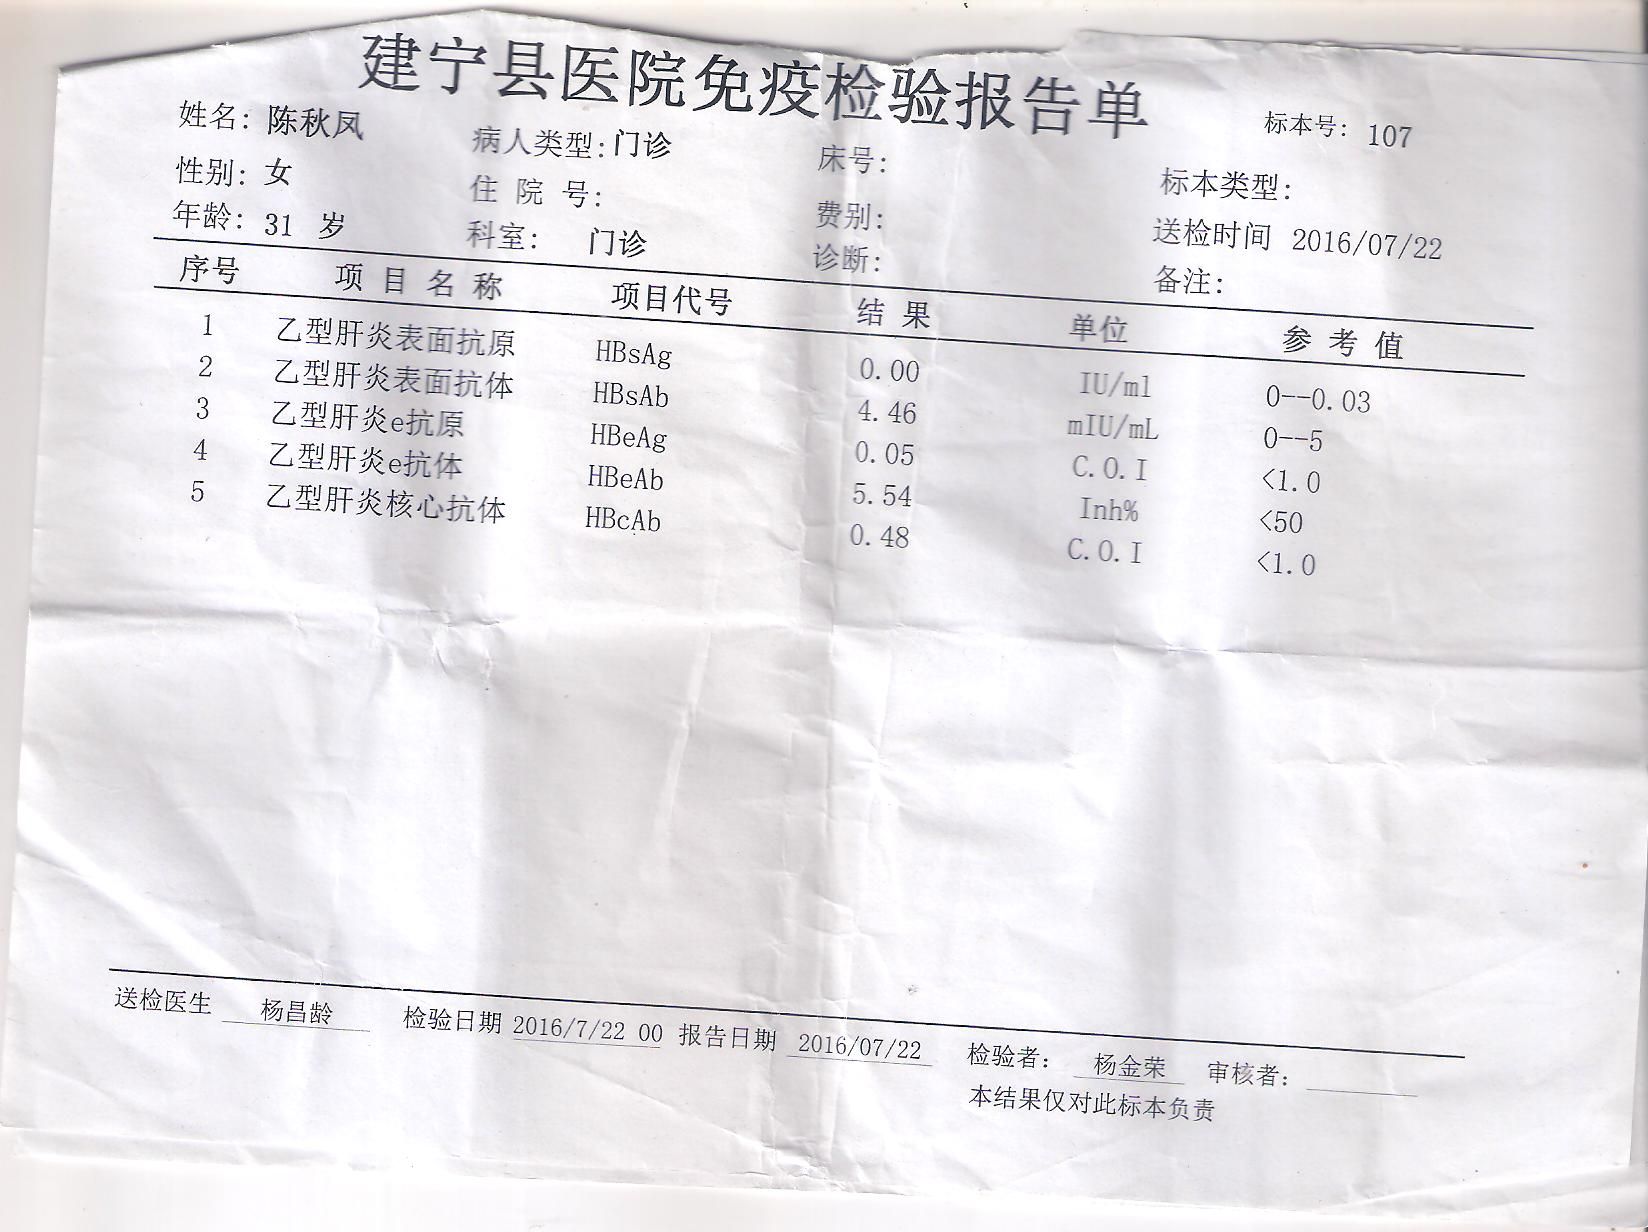 建宁县医院免疫检验报告单
标本号: 107
姓名: 陈秋凤 病人类型: 门诊 床号: 标本类型:
性别: 女 住 院 号: 费别: 送检时间 2016/07/22
年龄: 31 岁 科室: 门诊 诊断: 备注:
序号 项 目 名 称 项目代号 结 果 单位 参 考 值
1 乙型肝炎表面抗原 HBsAg 0.00 IU/ml 0--0.03
2 乙型肝炎表面抗体 HBsAb 4.46 mIU/mL 0--5
3 乙型肝炎e抗原 HBeAg 0.05 C.O.I <1.0
4 乙型肝炎e抗体 HBeAb 5.54 Inh% <50
5 乙型肝炎核心抗体 HBcAb 0.48 C.O.I <1.0
送检医生 杨昌龄 检验日期 2016/7/22 00 报告日期 2016/07/22 检验者: 杨金荣 审核者:
本结果仅对此标本负责